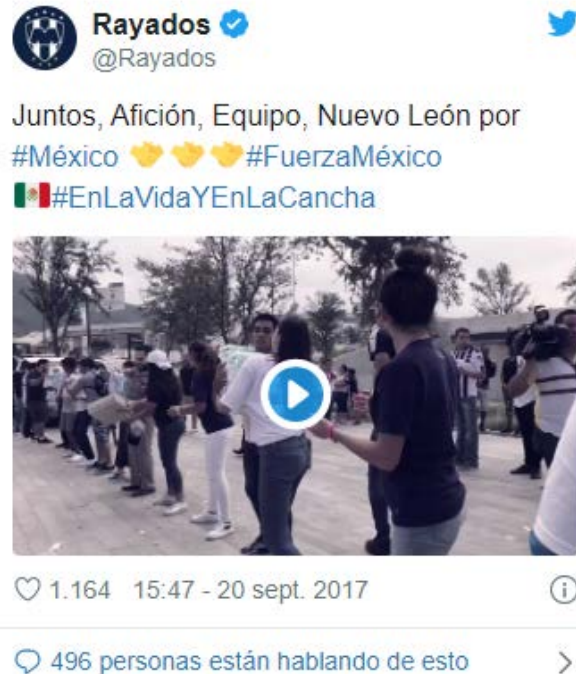 Rayados
@Rayados
Juntos, Afición, Equipo, Nuevo León por
#México 🤝 🤝 🤝#FuerzaMéxico
🇲🇽#EnLaVidaYEnLaCancha
1.164 15:47 - 20 sept. 2017
496 personas están hablando de esto